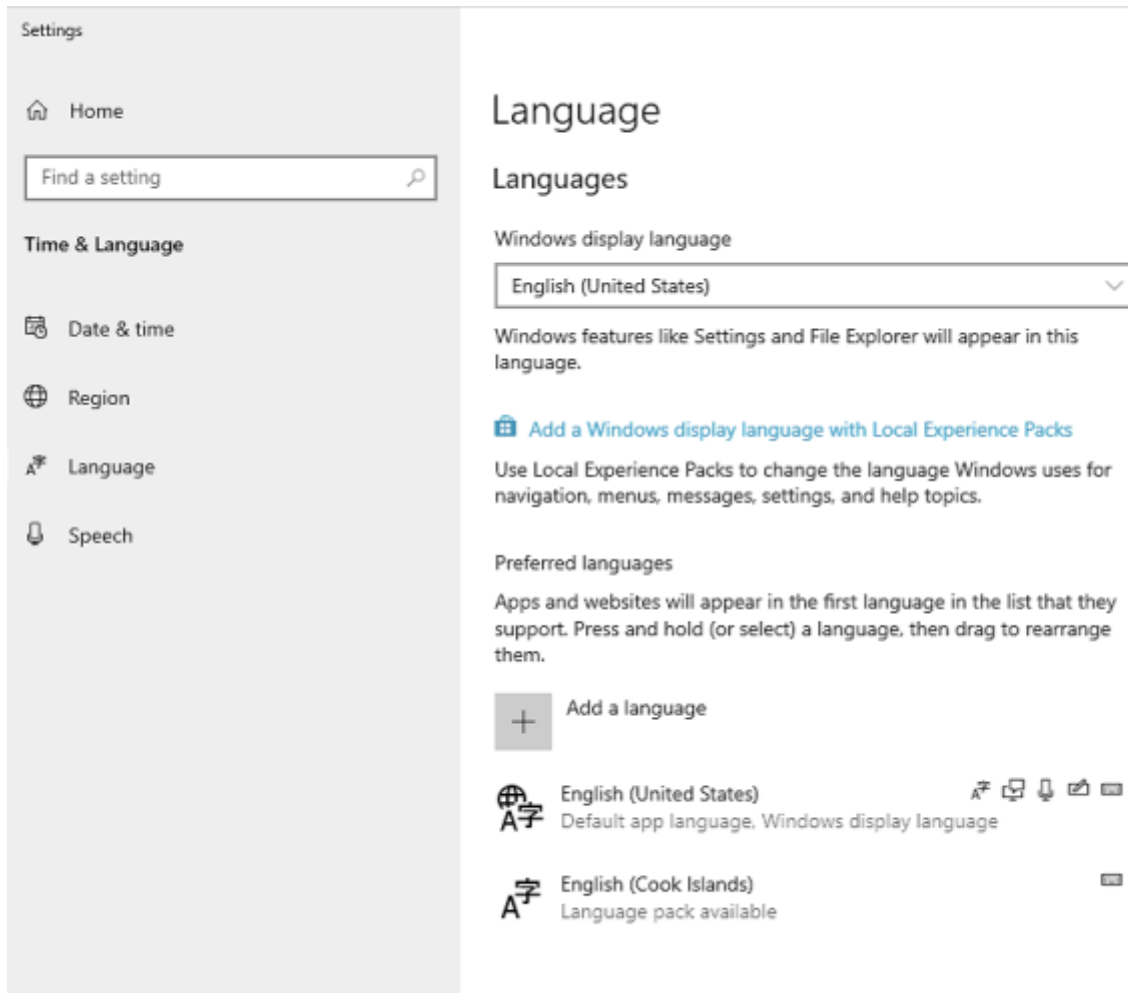 Settings
Home
Find a setting
Time & Language
Date & time
Region
Language
Speech
Language
Languages
Windows display language
English (United States)
Windows features like Settings and File Explorer will appear in this
language.
Add a Windows display language with Local Experience Packs
Use Local Experience Packs to change the language Windows uses for
navigation, menus, messages, settings, and help topics.
Preferred languages
Apps and websites will appear in the first language in the list that they
support. Press and hold (or select) a language, then drag to rearrange
them.
Add a language
English (United States)
Default app language, Windows display language
English (Cook Islands)
Language pack available